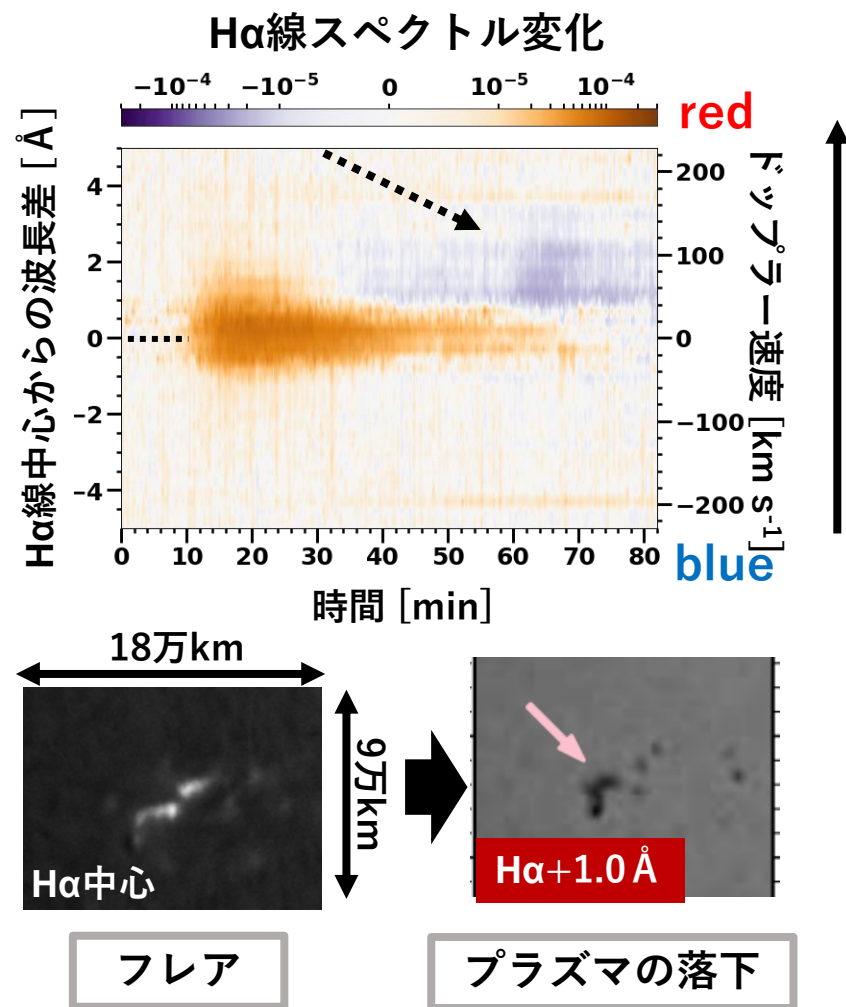 Hα線スペクトル変化
−10⁻⁴ −10⁻⁵ 0 10⁻⁵ 10⁻⁴
red
Hα線中心からの波長差 [Å]
4
2
0
−2
−4
200
100
0
−100
−200
ドップラー速度 [km s⁻¹]
0 10 20 30 40 50 60 70 80
blue
時間 [min]
18万km
9万km
Hα中心
Hα+1.0 Å
フレア
プラズマの落下